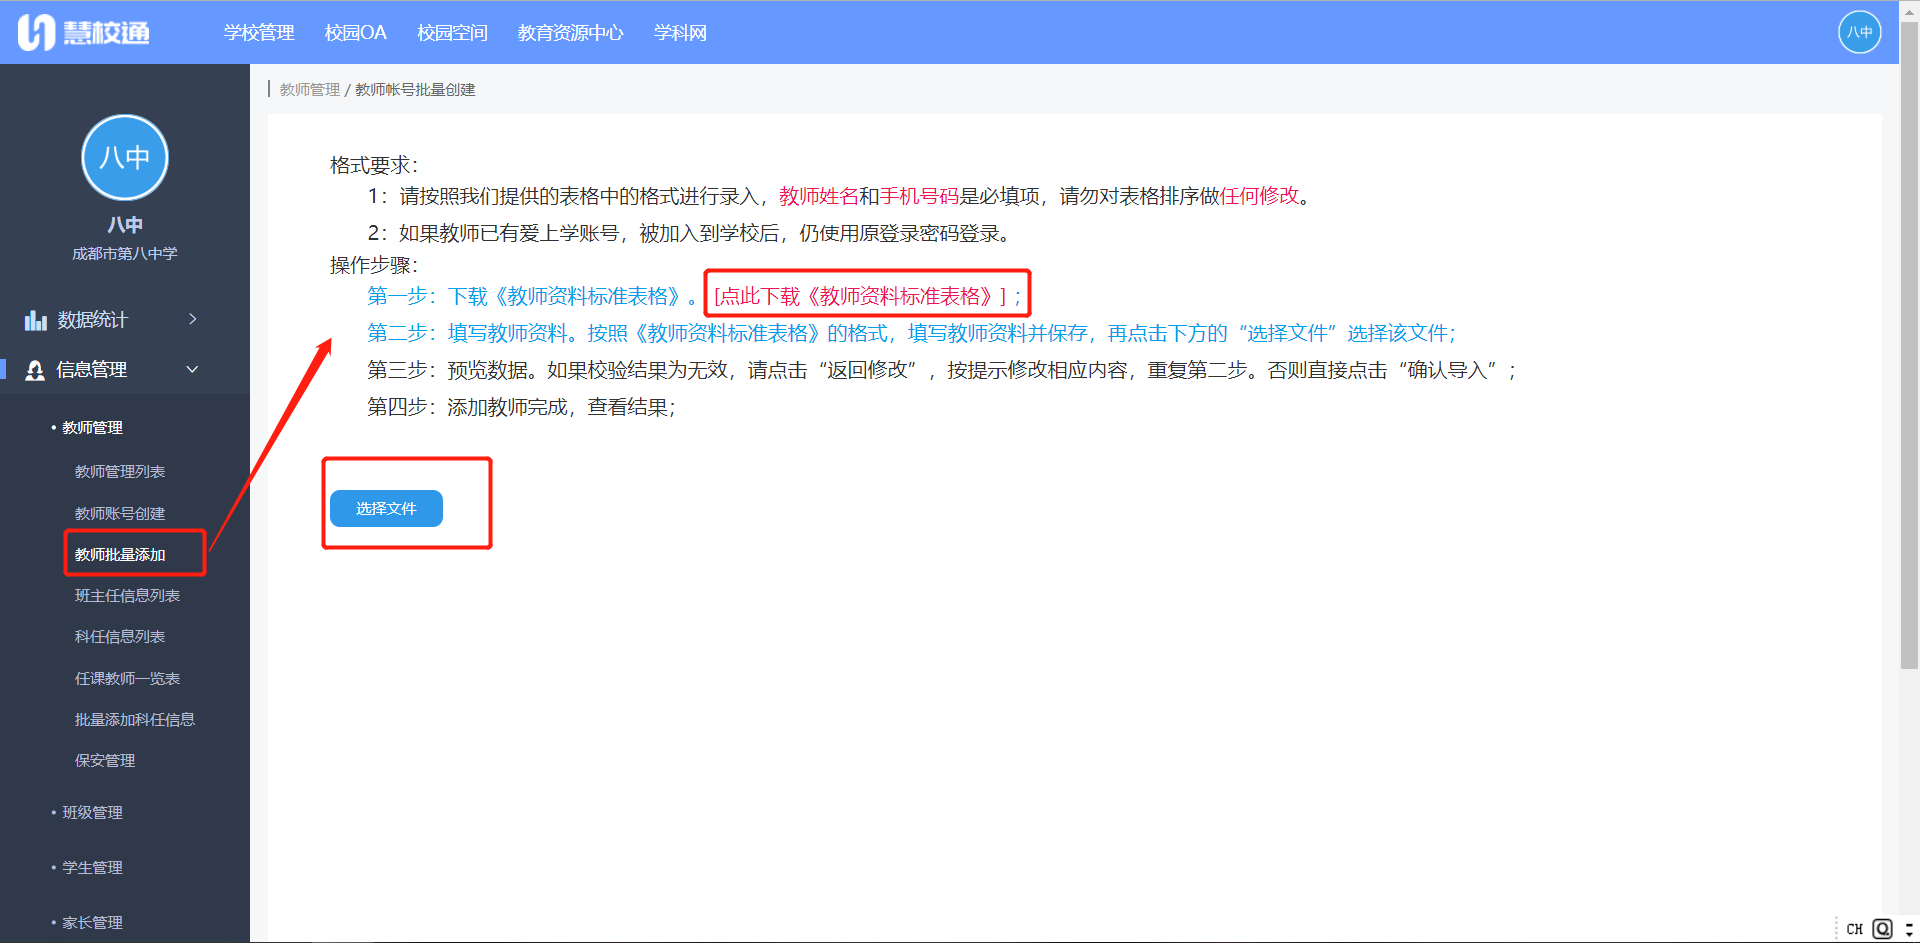 慧校通
学校管理 校园OA 校园空间 教育资源中心 学科网
八中
教师管理 / 教师帐号批量创建
八中
八中
成都市第八中学
数据统计
信息管理
• 教师管理
教师管理列表
教师账号创建
教师批量添加
班主任信息列表
科任信息列表
任课教师一览表
批量添加科任信息
保安管理
• 班级管理
• 学生管理
• 家长管理
格式要求：
1：请按照我们提供的表格中的格式进行录入，教师姓名和手机号码是必填项，请勿对表格排序做任何修改。
2：如果教师已有爱上学账号，被加入到学校后，仍使用原登录密码登录。
操作步骤：
第一步：下载《教师资料标准表格》。[点此下载《教师资料标准表格》]；
第二步：填写教师资料。按照《教师资料标准表格》的格式，填写教师资料并保存，再点击下方的“选择文件”选择该文件；
第三步：预览数据。如果校验结果为无效，请点击“返回修改”，按提示修改相应内容，重复第二步。否则直接点击“确认导入”；
第四步：添加教师完成，查看结果；
选择文件
CH